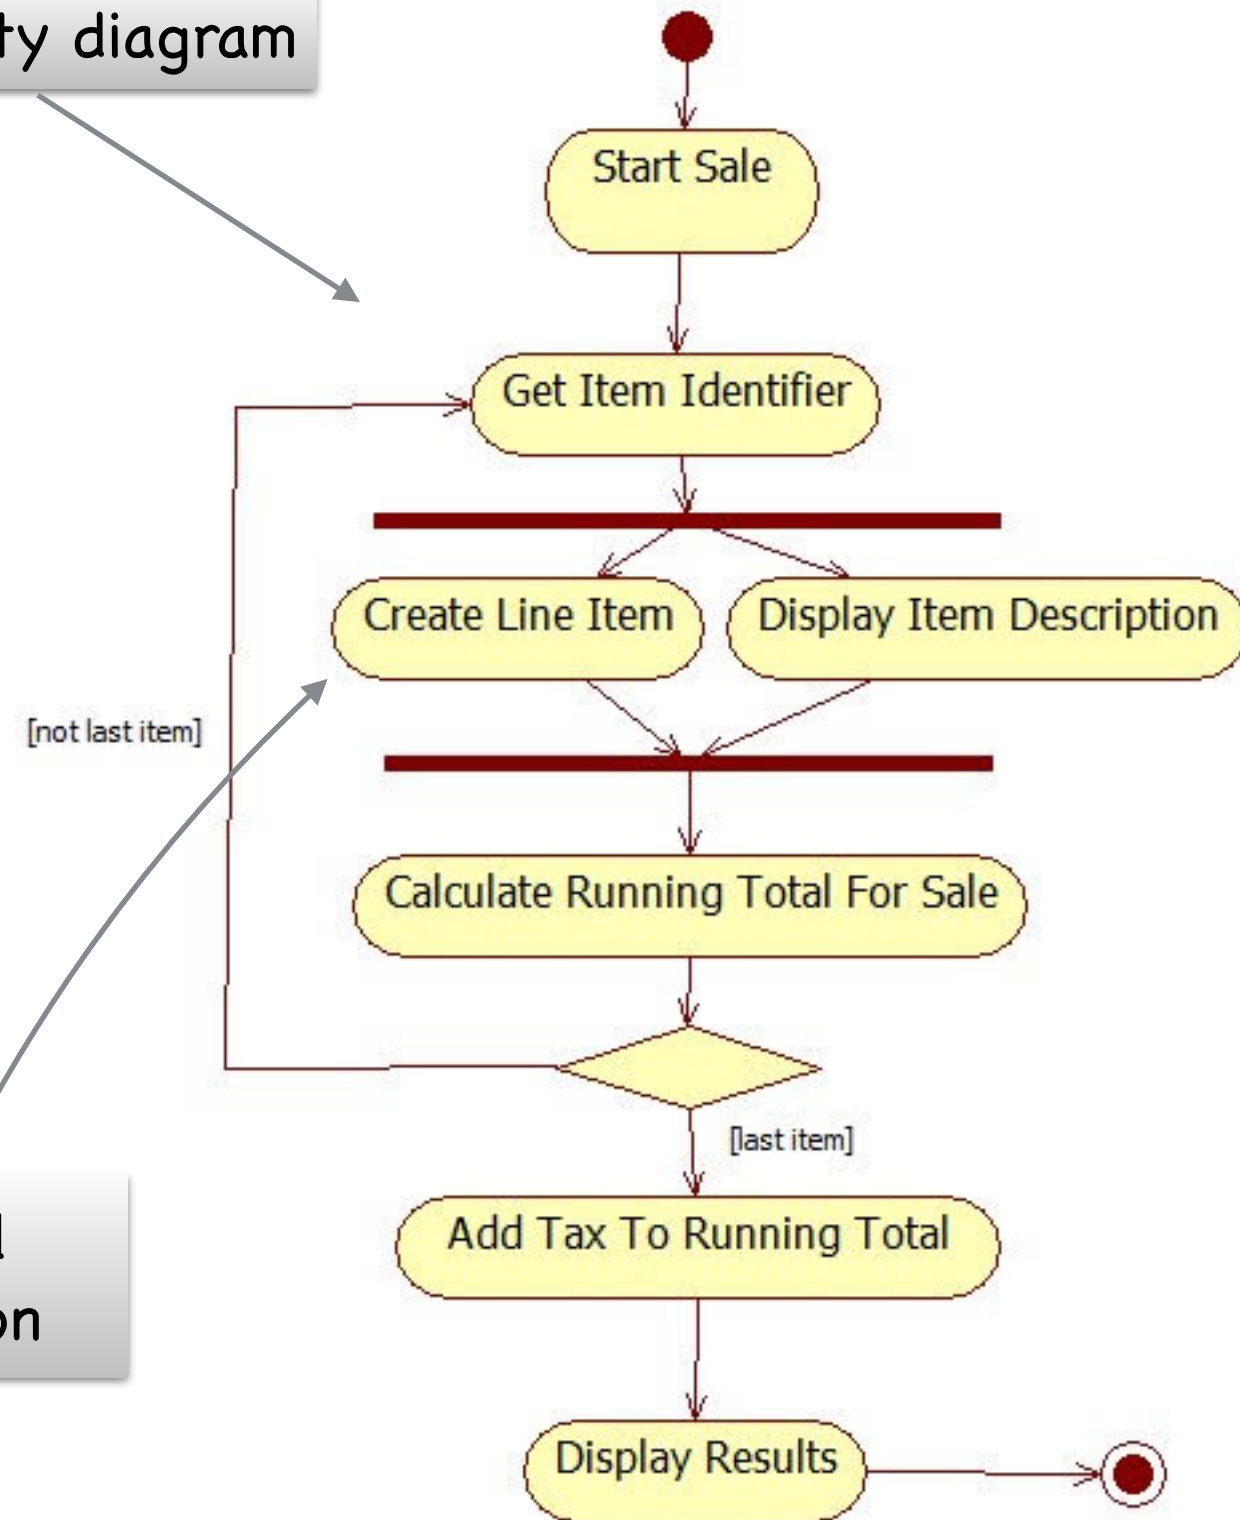 ty diagram
Start Sale
Get Item Identifier
Create Line Item
Display Item Description
[not last item]
Calculate Running Total For Sale
[last item]
Add Tax To Running Total
on
Display Results